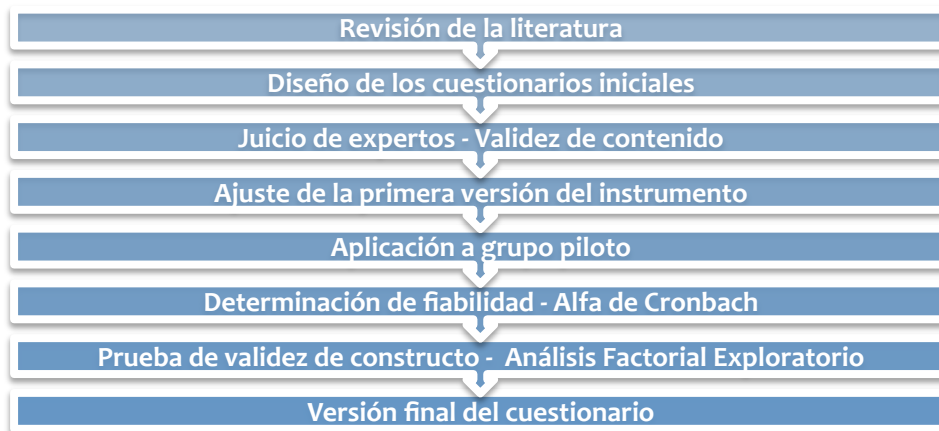 Revisión de la literatura
Diseño de los cuestionarios iniciales
Juicio de expertos - Validez de contenido
Ajuste de la primera versión del instrumento
Aplicación a grupo piloto
Determinación de fiabilidad - Alfa de Cronbach
Prueba de validez de constructo - Análisis Factorial Exploratorio
Versión final del cuestionario